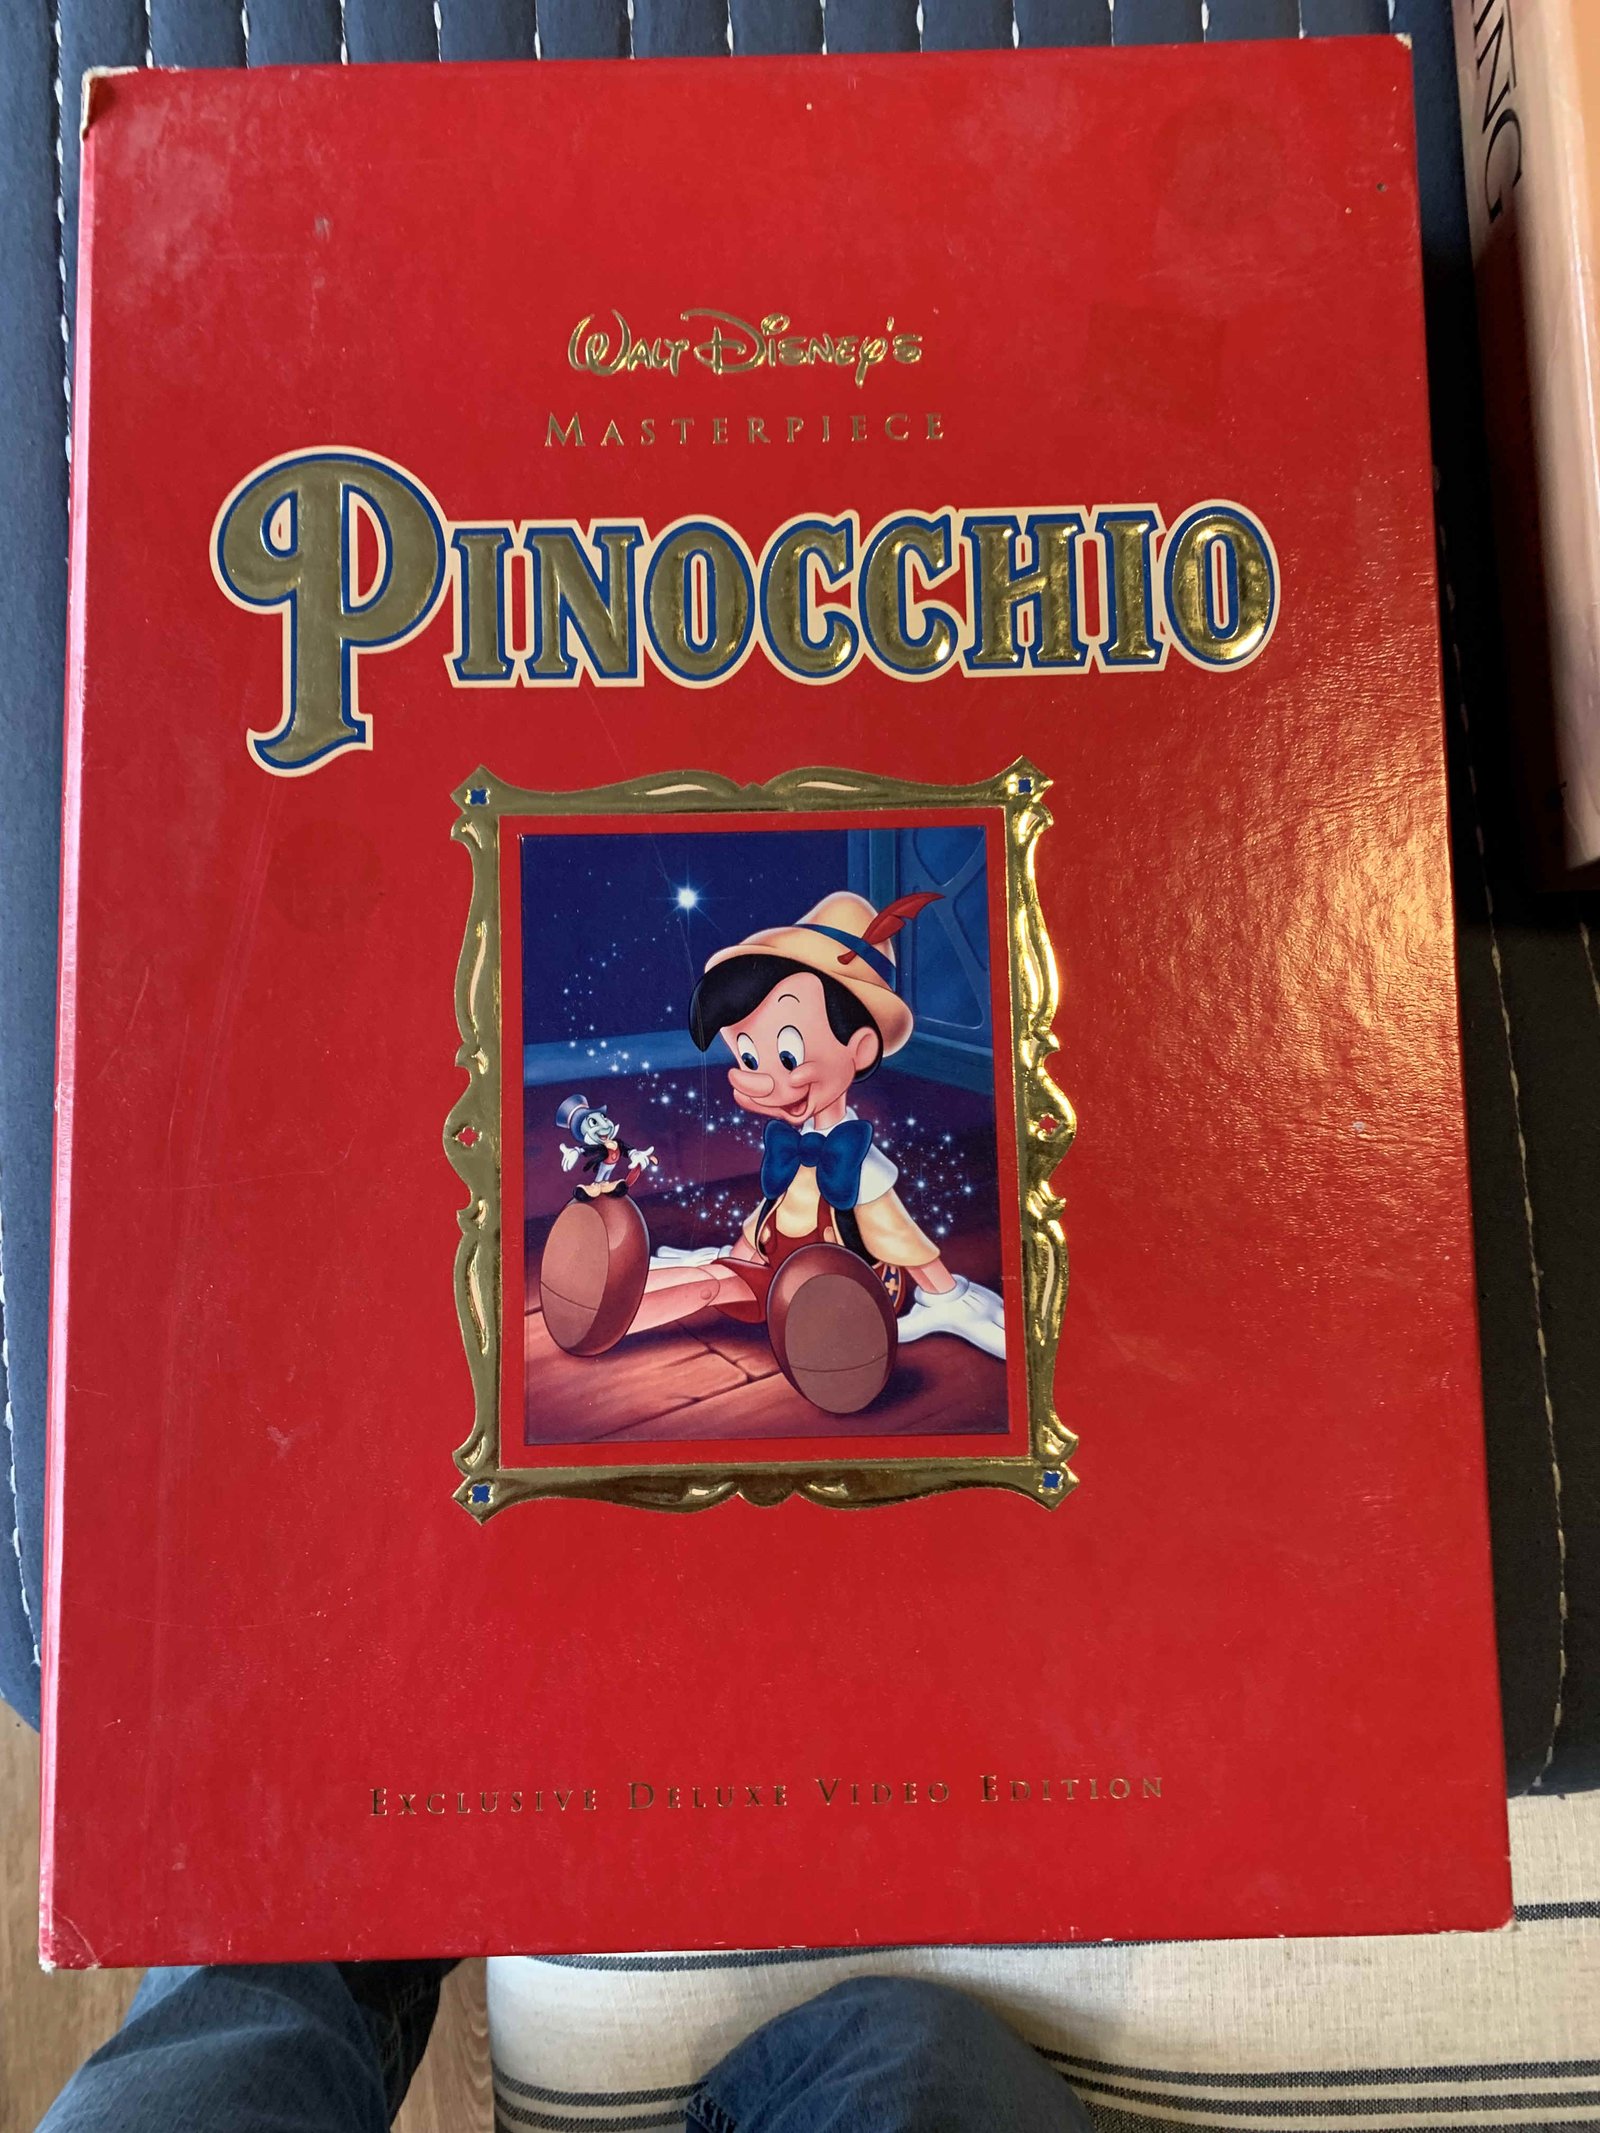 Walt Disney's
MASTERPIECE
PINOCCHIO
EXCLUSIVE DELUXE VIDEO EDITION